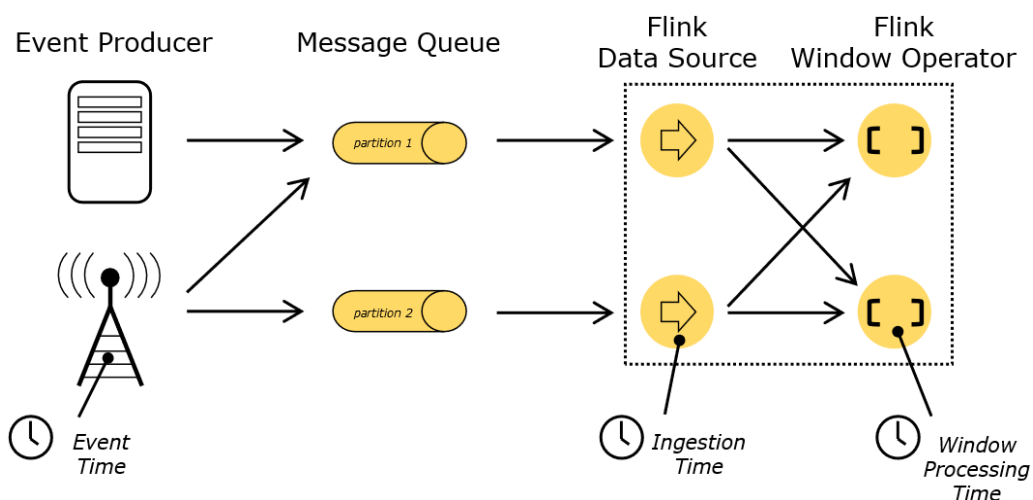 Event Producer
Message Queue
Flink
Data Source
Flink
Window Operator
partition 1
partition 2
Event
Time
Ingestion
Time
Window
Processing
Time